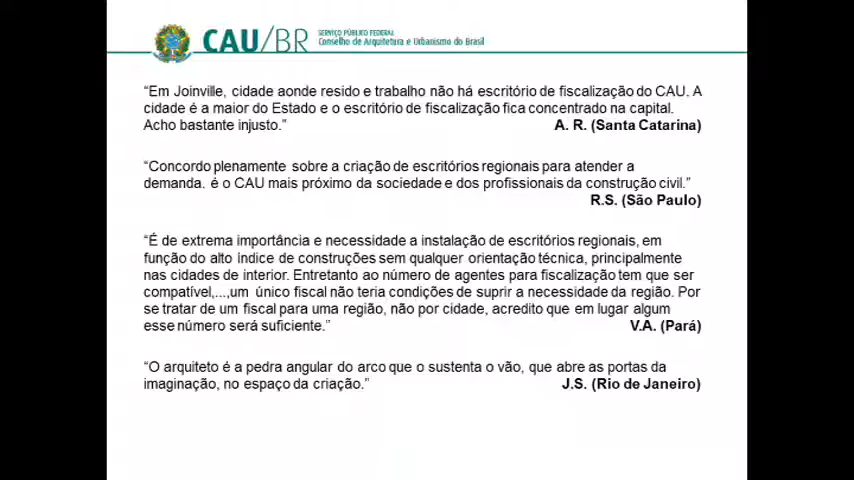 CAU/BR
SERVIÇO PÚBLICO FEDERAL
Conselho de Arquitetura e Urbanismo do Brasil
“Em Joinville, cidade aonde resido e trabalho não há escritório de fiscalização do CAU. A
cidade é a maior do Estado e o escritório de fiscalização fica concentrado na capital.
Acho bastante injusto.” A. R. (Santa Catarina)
“Concordo plenamente sobre a criação de escritórios regionais para atender a
demanda. é o CAU mais próximo da sociedade e dos profissionais da construção civil.”
R.S. (São Paulo)
“É de extrema importância e necessidade a instalação de escritórios regionais, em
função do alto índice de construções sem qualquer orientação técnica, principalmente
nas cidades de interior. Entretanto ao número de agentes para fiscalização tem que ser
compatível,...,um único fiscal não teria condições de suprir a necessidade da região. Por
se tratar de um fiscal para uma região, não por cidade, acredito que em lugar algum
esse número será suficiente.” V.A. (Pará)
“O arquiteto é a pedra angular do arco que o sustenta o vão, que abre as portas da
imaginação, no espaço da criação.” J.S. (Rio de Janeiro)